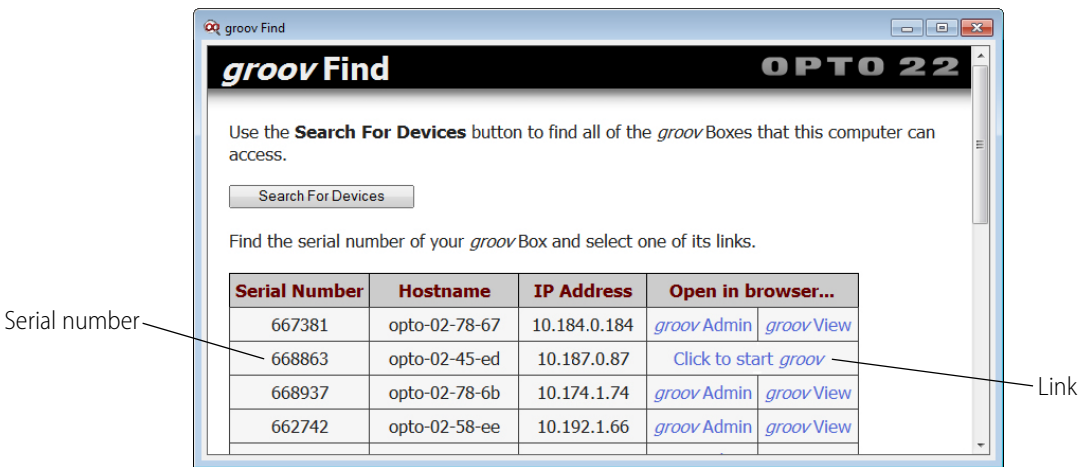 groov Find
groov Find OPTO 22
Use the Search For Devices button to find all of the groov Boxes that this computer can
access.
Search For Devices
Find the serial number of your groov Box and select one of its links.
Serial Number Hostname IP Address Open in browser...
667381 opto-02-78-67 10.184.0.184 groov Admin groov View
Serial number
668863 opto-02-45-ed 10.187.0.87 Click to start groov
Link
668937 opto-02-78-6b 10.174.1.74 groov Admin groov View
662742 opto-02-58-ee 10.192.1.66 groov Admin groov View